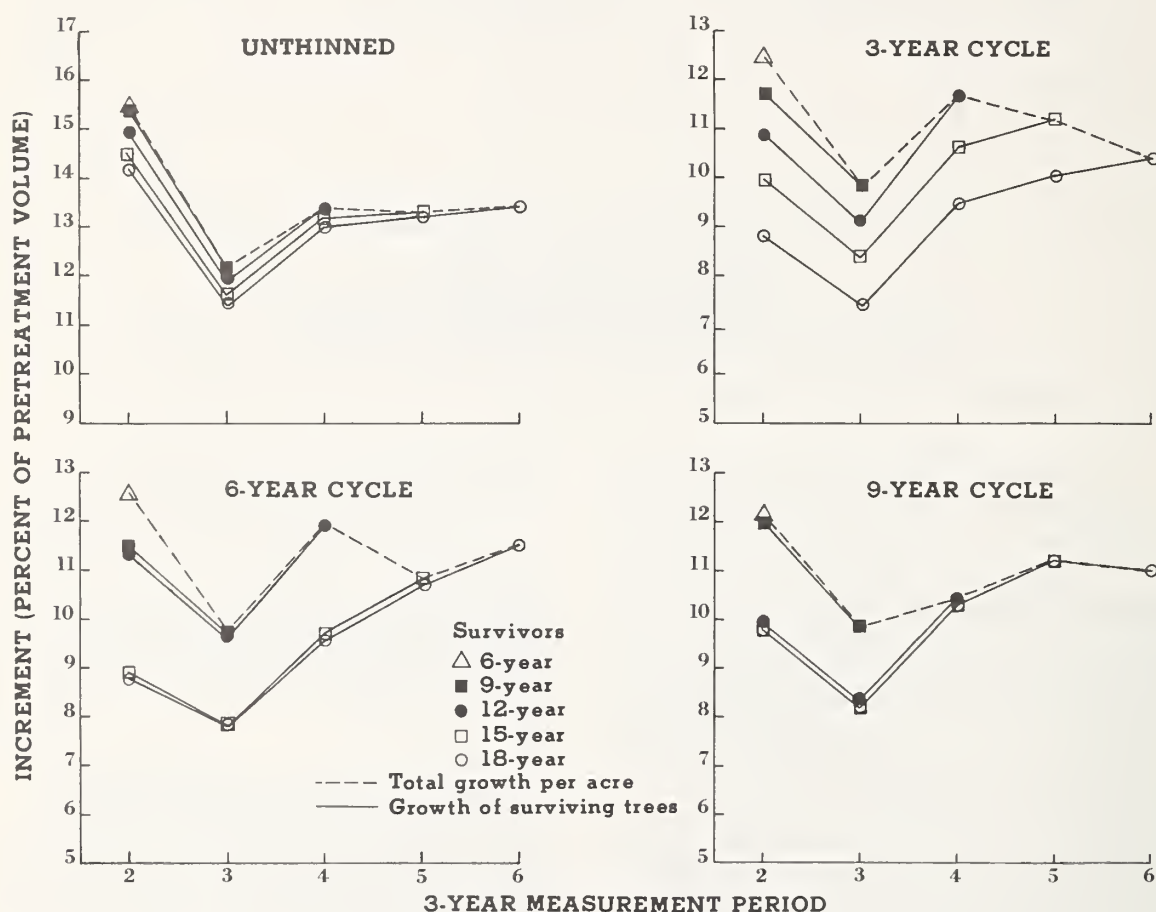 INCREMENT (PERCENT OF PRETREATMENT VOLUME)
UNTHINNED
17
16
15
14
13
12
11
10
9
3-YEAR CYCLE
13
12
11
10
9
8
7
6
5
6-YEAR CYCLE
13
12
11
10
9
8
7
6
5
2 3 4 5 6
Survivors
6-year
9-year
12-year
15-year
18-year
Total growth per acre
Growth of surviving trees
9-YEAR CYCLE
13
12
11
10
9
8
7
6
5
2 3 4 5 6
3-YEAR MEASUREMENT PERIOD